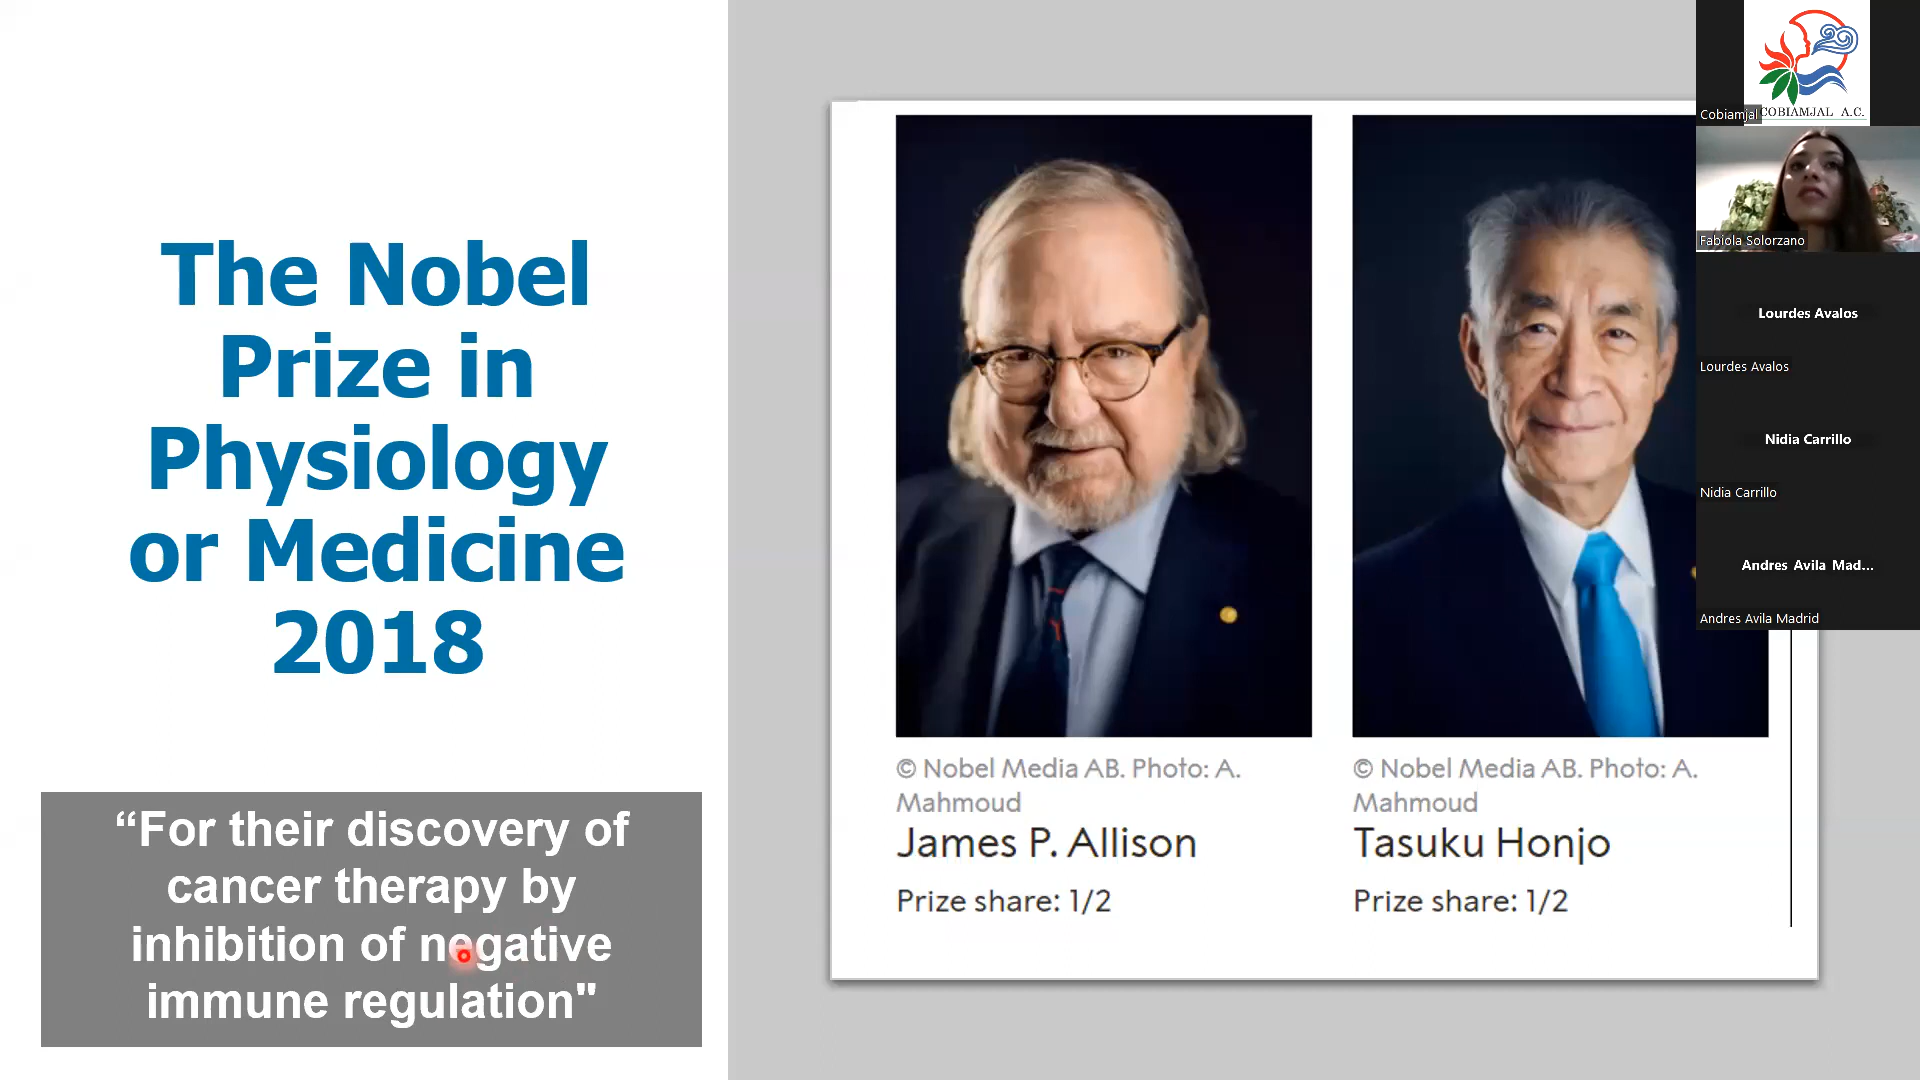 The Nobel
Prize in
Physiology
or Medicine
2018
“For their discovery of
cancer therapy by
inhibition of negative
immune regulation"
© Nobel Media AB. Photo: A.
Mahmoud
James P. Allison
Prize share: 1/2
© Nobel Media AB. Photo: A.
Mahmoud
Tasuku Honjo
Prize share: 1/2
COBIAMJAL A.C.
Cobiamjal
Fabiola Solorzano
Lourdes Avalos
Lourdes Avalos
Nidia Carrillo
Nidia Carrillo
Andres Avila Mad...
Andres Avila Madrid